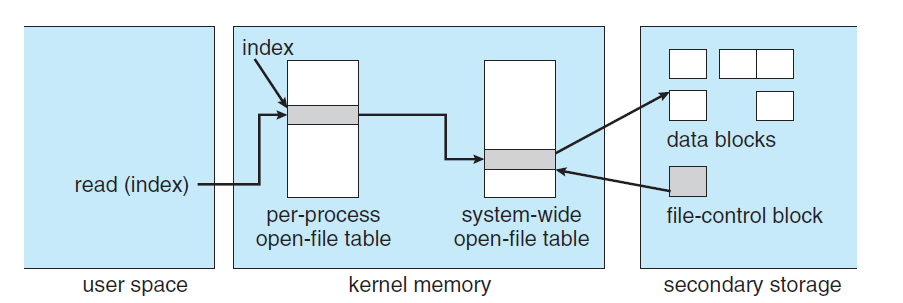 index
read (index)
per-process
open-file table
system-wide
open-file table
data blocks
file-control block
user space
kernel memory
secondary storage